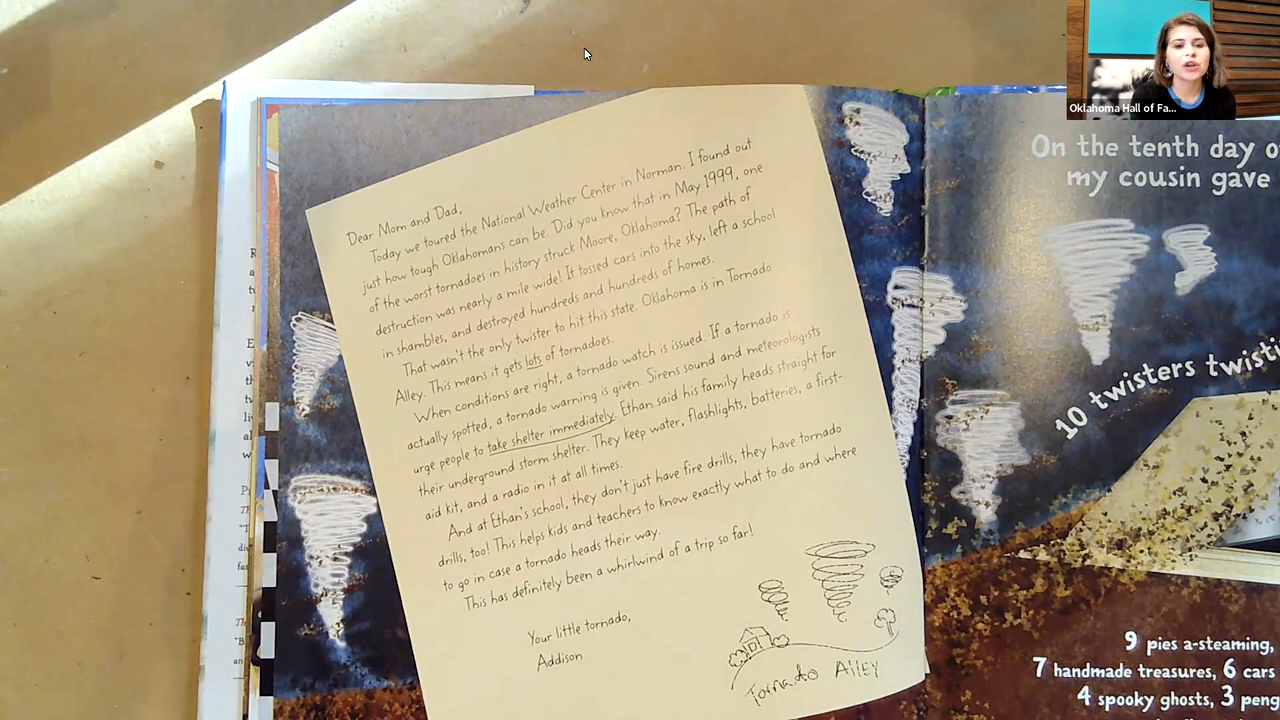 Oklahoma Hall of Fa...
Dear Mom and Dad,
Today we toured the National Weather Center in Norman. I found out
just how tough Oklahomans can be. Did you know that in May 1999, one
of the worst tornadoes in history struck Moore, Oklahoma? The path of
destruction was nearly a mile wide! It tossed cars into the sky, left a school
in shambles, and destroyed hundreds and hundreds of homes.
That wasn't the only twister to hit this state. Oklahoma is in Tornado
Alley. This means it gets lots of tornadoes.
When conditions are right, a tornado watch is issued. If a tornado is
actually spotted, a tornado warning is given. Sirens sound and meteorologists
urge people to take shelter immediately. Ethan said his family heads straight for
their underground storm shelter. They keep water, flashlights, batteries, a first-
aid kit, and a radio in it at all times.
And at Ethan's school, they don't just have fire drills, they have tornado
drills, too! This helps kids and teachers to know exactly what to do and where
to go in case a tornado heads their way.
This has definitely been a whirlwind of a trip so far!
Your little tornado,
Addison
Tornado Alley
On the tenth day o
my cousin gave
10 twisters twisti
9 pies a-steaming,
7 handmade treasures, 6 cars
4 spooky ghosts, 3 peng